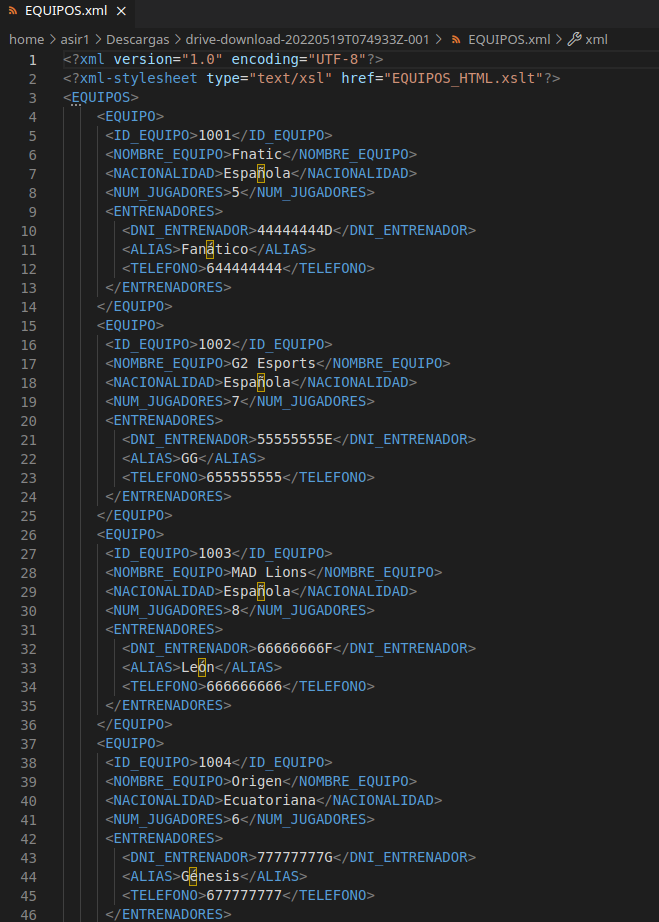 EQUIPOS.xml ×
home > asir1 > Descargas > drive-download-20220519T074933Z-001 > EQUIPOS.xml > xml
1 <?xml version="1.0" encoding="UTF-8"?>
2 <?xml-stylesheet type="text/xsl" href="EQUIPOS_HTML.xslt"?>
3 <EQUIPOS>
4 <EQUIPO>
5 <ID_EQUIPO>1001</ID_EQUIPO>
6 <NOMBRE_EQUIPO>Fnatic</NOMBRE_EQUIPO>
7 <NACIONALIDAD>Española</NACIONALIDAD>
8 <NUM_JUGADORES>5</NUM_JUGADORES>
9 <ENTRENADORES>
10 <DNI_ENTRENADOR>44444444D</DNI_ENTRENADOR>
11 <ALIAS>Fanático</ALIAS>
12 <TELEFONO>644444444</TELEFONO>
13 </ENTRENADORES>
14 </EQUIPO>
15 <EQUIPO>
16 <ID_EQUIPO>1002</ID_EQUIPO>
17 <NOMBRE_EQUIPO>G2 Esports</NOMBRE_EQUIPO>
18 <NACIONALIDAD>Española</NACIONALIDAD>
19 <NUM_JUGADORES>7</NUM_JUGADORES>
20 <ENTRENADORES>
21 <DNI_ENTRENADOR>55555555E</DNI_ENTRENADOR>
22 <ALIAS>GG</ALIAS>
23 <TELEFONO>655555555</TELEFONO>
24 </ENTRENADORES>
25 </EQUIPO>
26 <EQUIPO>
27 <ID_EQUIPO>1003</ID_EQUIPO>
28 <NOMBRE_EQUIPO>MAD Lions</NOMBRE_EQUIPO>
29 <NACIONALIDAD>Española</NACIONALIDAD>
30 <NUM_JUGADORES>8</NUM_JUGADORES>
31 <ENTRENADORES>
32 <DNI_ENTRENADOR>66666666F</DNI_ENTRENADOR>
33 <ALIAS>León</ALIAS>
34 <TELEFONO>666666666</TELEFONO>
35 </ENTRENADORES>
36 </EQUIPO>
37 <EQUIPO>
38 <ID_EQUIPO>1004</ID_EQUIPO>
39 <NOMBRE_EQUIPO>Origen</NOMBRE_EQUIPO>
40 <NACIONALIDAD>Ecuatoriana</NACIONALIDAD>
41 <NUM_JUGADORES>6</NUM_JUGADORES>
42 <ENTRENADORES>
43 <DNI_ENTRENADOR>77777777G</DNI_ENTRENADOR>
44 <ALIAS>Génesis</ALIAS>
45 <TELEFONO>677777777</TELEFONO>
46 </ENTRENADORES>